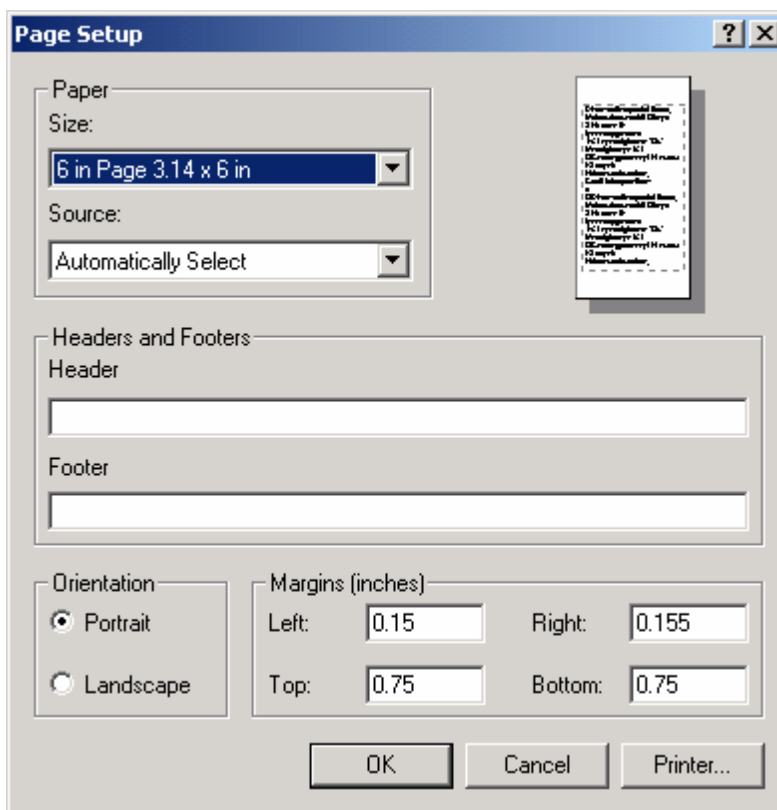 Page Setup
Paper
Size:
6 in Page 3.14 x 6 in
Source:
Automatically Select
Headers and Footers
Header
Footer
Orientation
Portrait
Landscape
Margins (inches)
Left: 0.15 Right: 0.155
Top: 0.75 Bottom: 0.75
OK Cancel Printer...